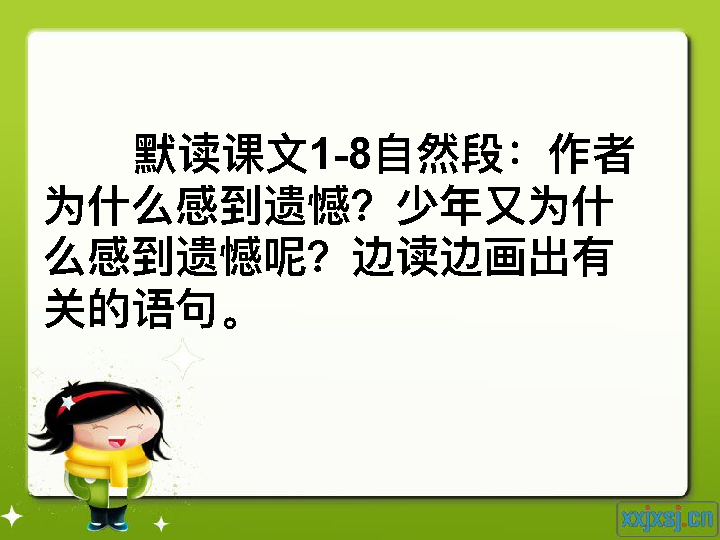 默读课文1-8自然段：作者
为什么感到遗憾？少年又为什
么感到遗憾呢？边读边画出有
关的语句。
xxjxsj.cn